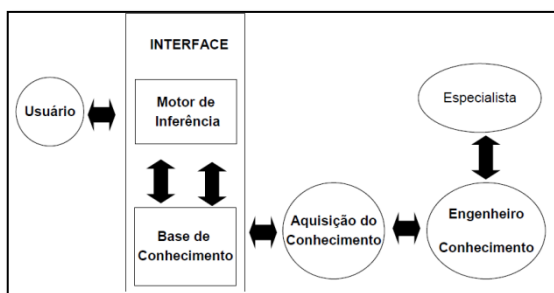 INTERFACE
Usuário
Motor de
Inferência
Especialista
Base de
Conhecimento
Aquisição do
Conhecimento
Engenheiro
Conhecimento